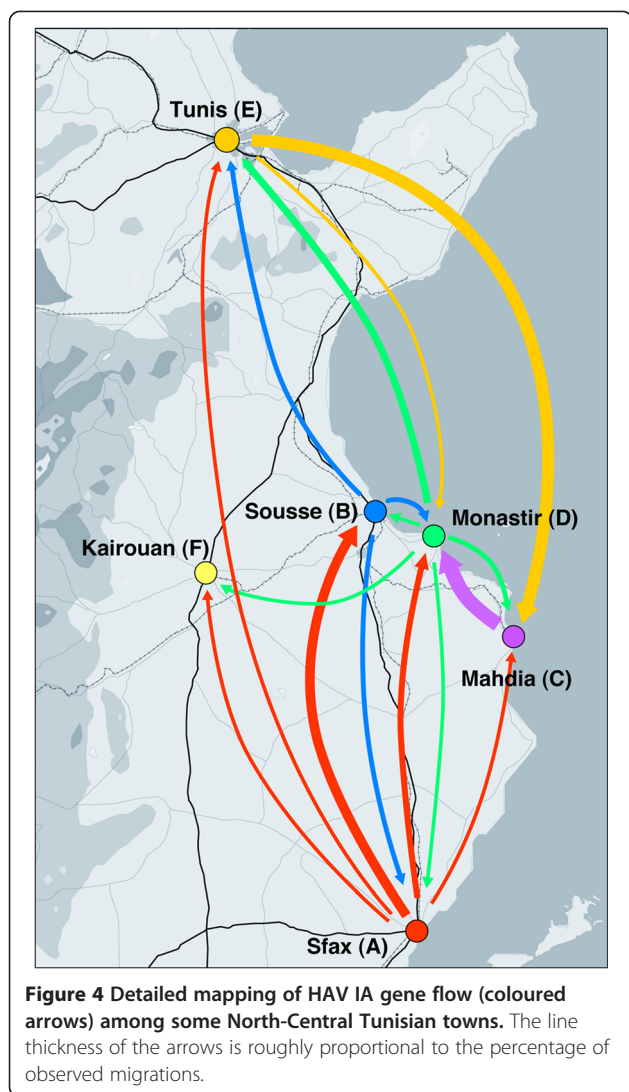 Tunis (E)
Sousse (B)
Monastir (D)
Kairouan (F)
Mahdia (C)
Sfax (A)
Figure 4 Detailed mapping of HAV IA gene flow (coloured
arrows) among some North-Central Tunisian towns. The line
thickness of the arrows is roughly proportional to the percentage of
observed migrations.